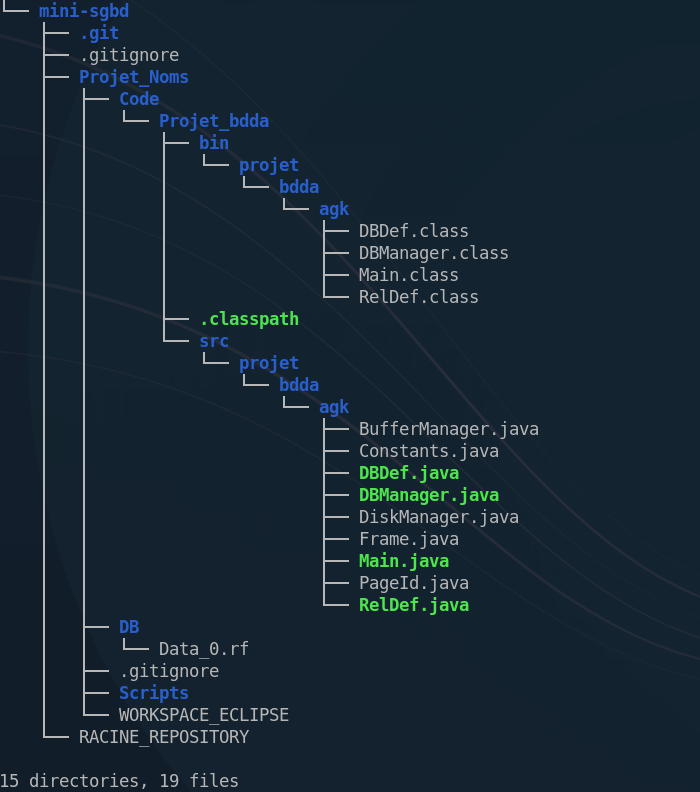 mini-sgbd
.git
.gitignore
Projet_Noms
Code
Projet_bdda
bin
projet
bdda
agk
DBDef.class
DBManager.class
Main.class
RelDef.class
.classpath
src
projet
bdda
agk
BufferManager.java
Constants.java
DBDef.java
DBManager.java
DiskManager.java
Frame.java
Main.java
PageId.java
RelDef.java
DB
Data_0.rf
.gitignore
Scripts
WORKSPACE_ECLIPSE
RACINE_REPOSITORY
15 directories, 19 files